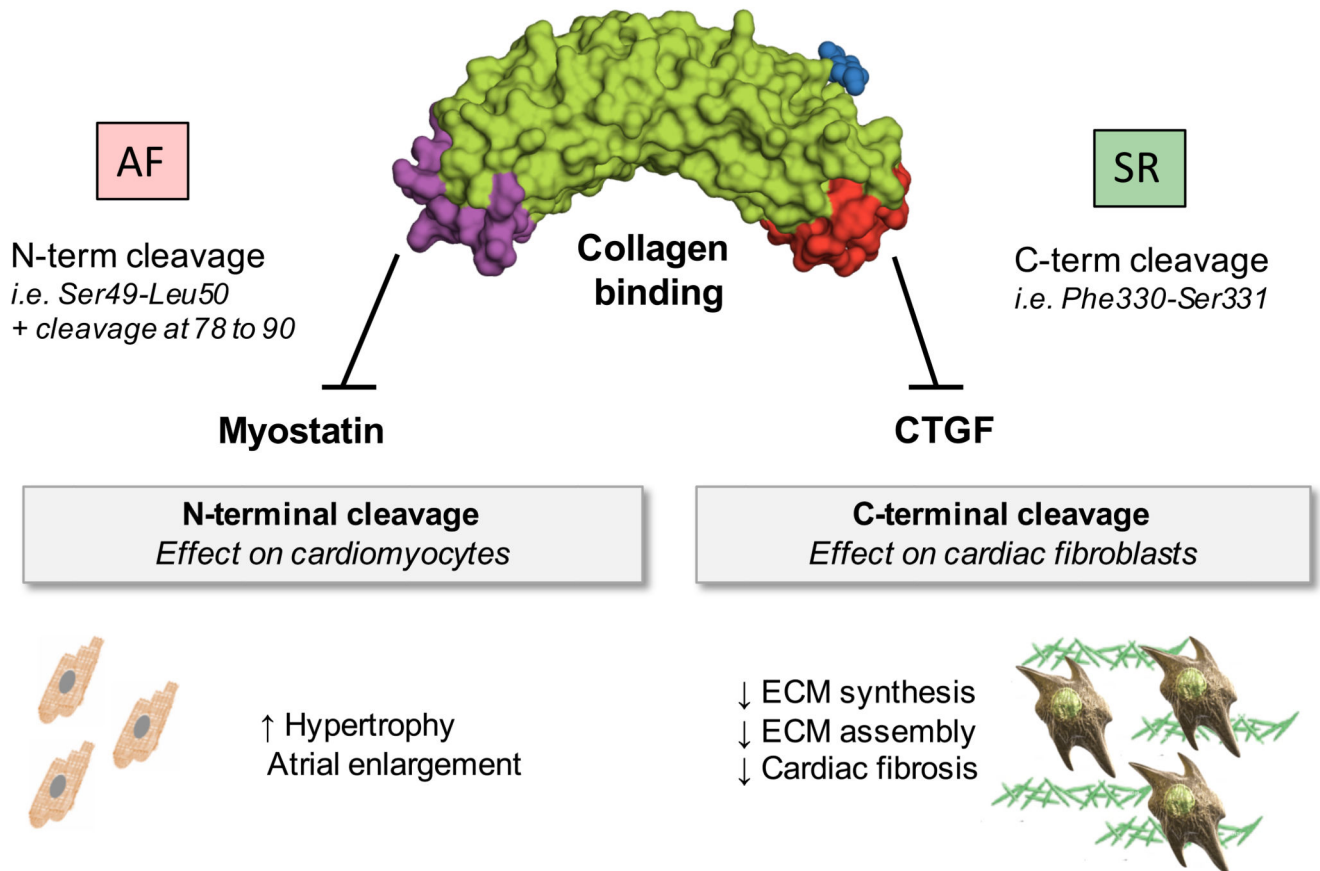 AF
N-term cleavage
i.e. Ser49-Leu50
+ cleavage at 78 to 90
Collagen
binding
SR
C-term cleavage
i.e. Phe330-Ser331
Myostatin
CTGF
N-terminal cleavage
Effect on cardiomyocytes
C-terminal cleavage
Effect on cardiac fibroblasts
↑ Hypertrophy
Atrial enlargement
↓ ECM synthesis
↓ ECM assembly
↓ Cardiac fibrosis